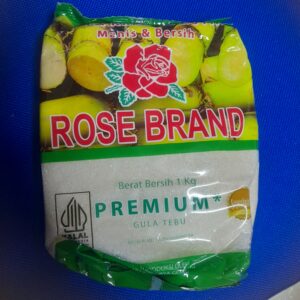 Manis & Bersih
ROSE BRAND
Berat Bersih 1 Kg
PREMIUM*
GULA TEBU
HALAL